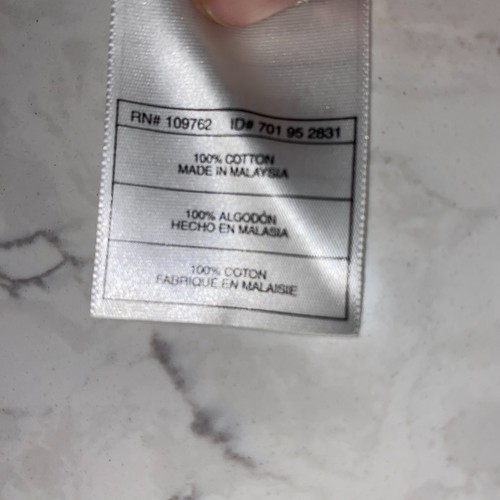 RN# 109762 ID# 701 95 2831
100% COTTON
MADE IN MALAYSIA
100% ALGODÓN
HECHO EN MALASIA
100% COTON
FABRIQUE EN MALAISIE